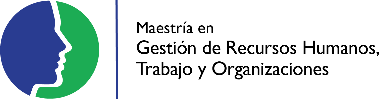 Maestría en
Gestión de Recursos Humanos,
Trabajo y Organizaciones